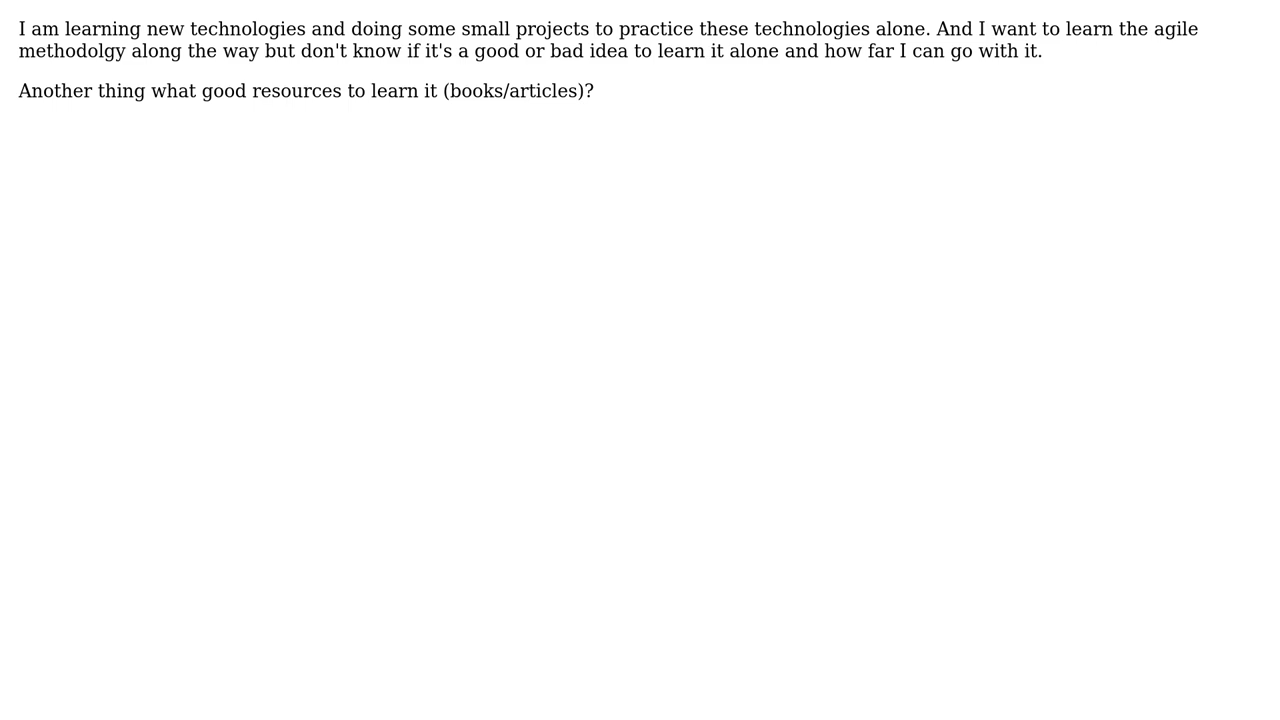 I am learning new technologies and doing some small projects to practice these technologies alone. And I want to learn the agile
methodolgy along the way but don't know if it's a good or bad idea to learn it alone and how far I can go with it.
Another thing what good resources to learn it (books/articles)?